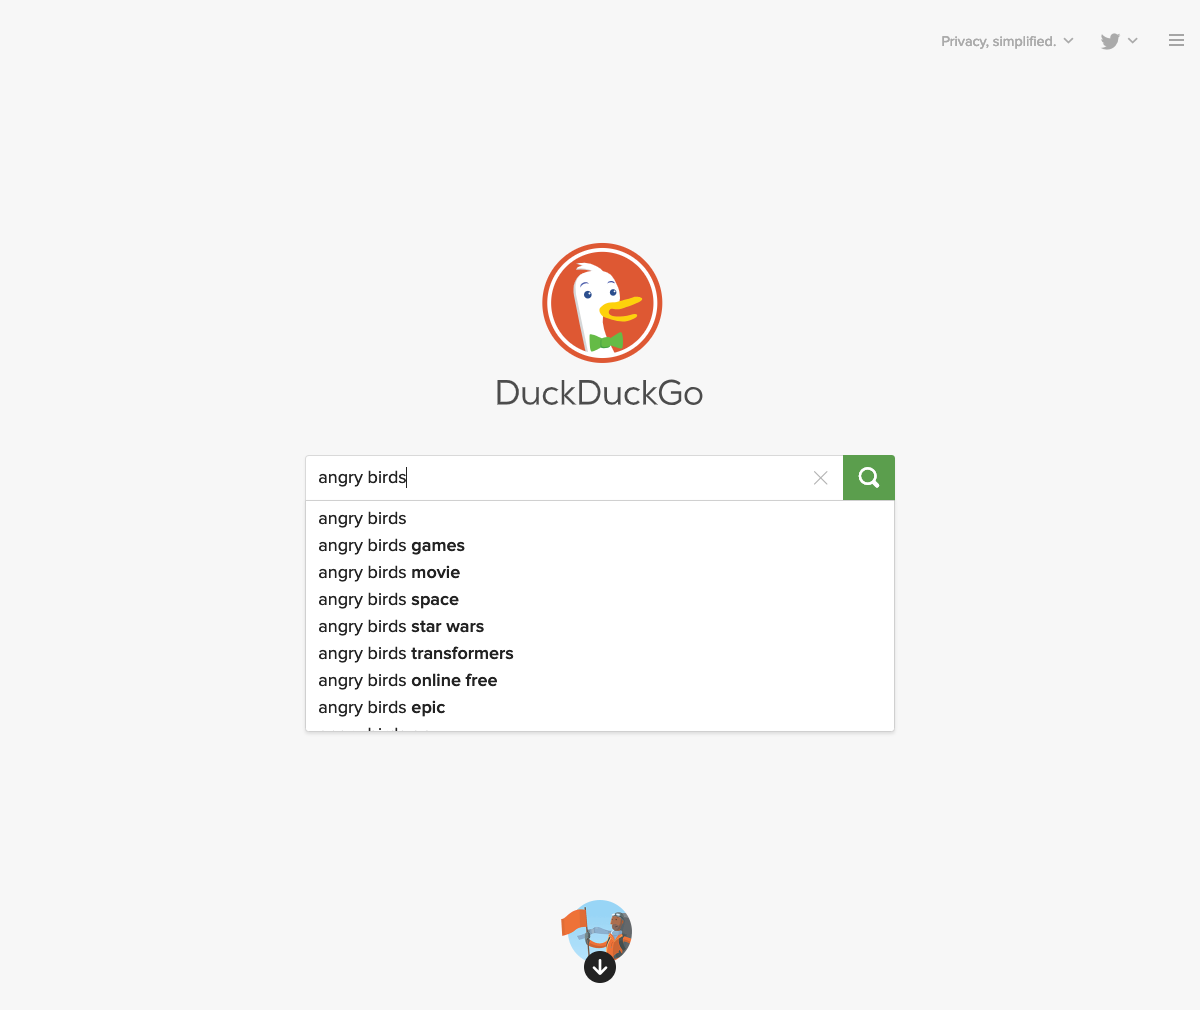 Privacy, simplified.
DuckDuckGo
angry birds
angry birds
angry birds games
angry birds movie
angry birds space
angry birds star wars
angry birds transformers
angry birds online free
angry birds epic